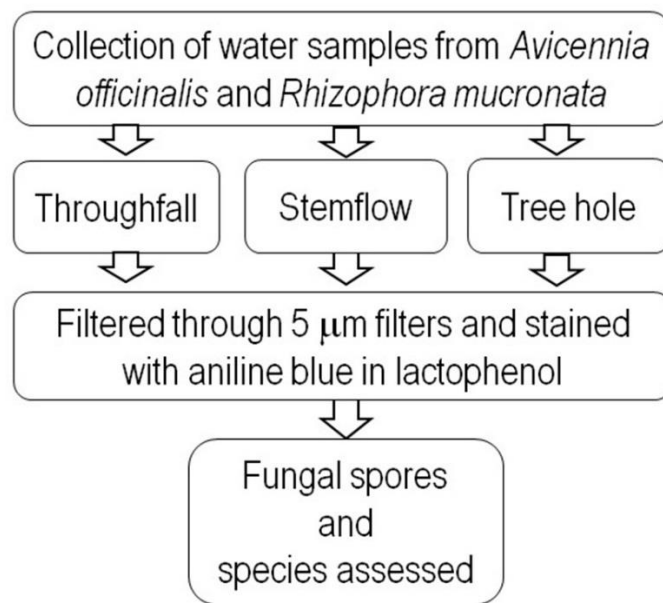 Collection of water samples from Avicennia
officinalis and Rhizophora mucronata
Throughfall
Stemflow
Tree hole
Filtered through 5 μm filters and stained
with aniline blue in lactophenol
Fungal spores
and
species assessed